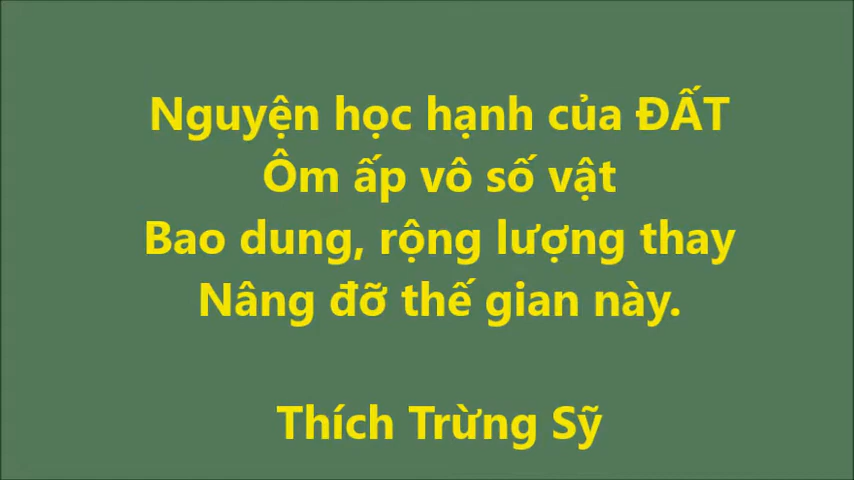 Nguyện học hạnh của ĐẤT
Ôm ấp vô số vật
Bao dung, rộng lượng thay
Nâng đỡ thế gian này.
Thích Trừng Sỹ